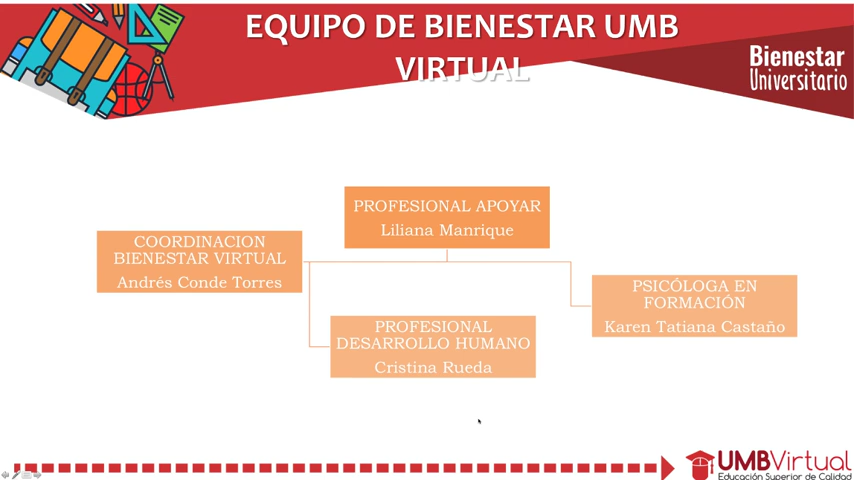 EQUIPO DE BIENESTAR UMB
VIRTUAL
Bienestar
Universitario
PROFESIONAL APOYAR
Liliana Manrique
COORDINACION
BIENESTAR VIRTUAL
Andrés Conde Torres
PSICÓLOGA EN
FORMACIÓN
Karen Tatiana Castaño
PROFESIONAL
DESARROLLO HUMANO
Cristina Rueda
UMBVirtual
Educación Superior de Calidad